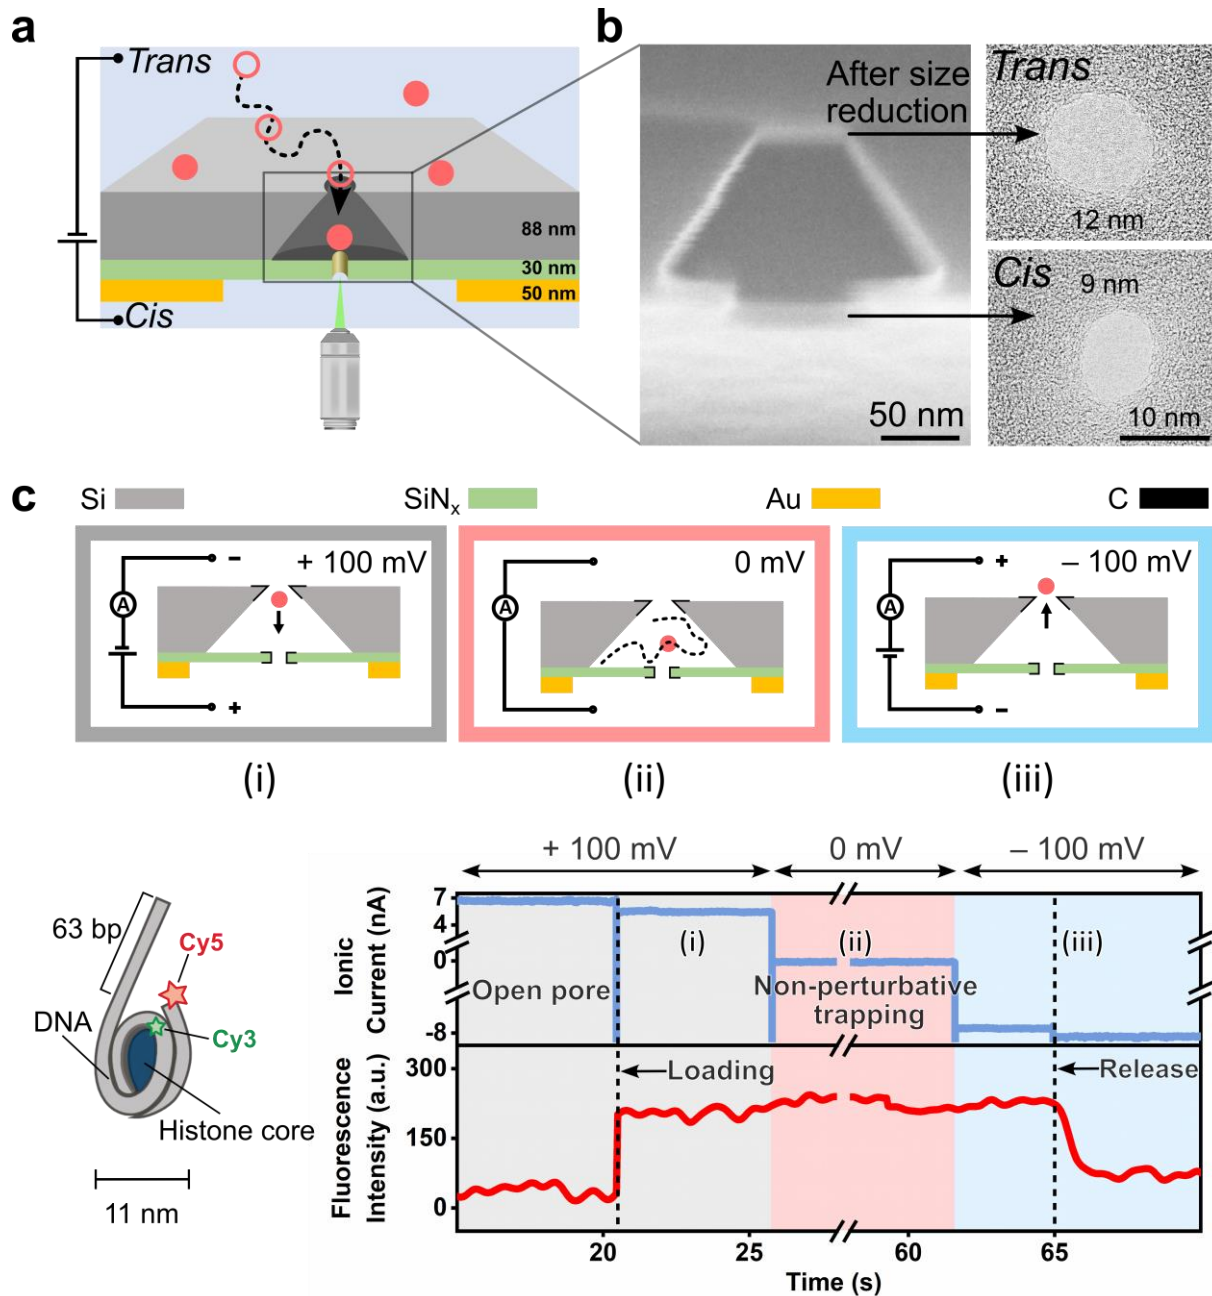 a
Trans
88 nm
30 nm
50 nm
Cis
b
After size
reduction
50 nm
Trans
12 nm
Cis
9 nm
10 nm
c
Si
SiNx
Au
C
+ 100 mV
-
A
+
(i)
0 mV
A
(ii)
– 100 mV
+
A
-
(iii)
63 bp
Cy5
DNA
Cy3
Histone core
11 nm
+ 100 mV
0 mV
– 100 mV
Ionic
Current (nA)
7
4
0
-8
Open pore
(i)
(ii)
Non-perturbative
trapping
(iii)
Fluorescence
Intensity (a.u.)
300
150
0
Loading
Release
20
25
60
65
Time (s)